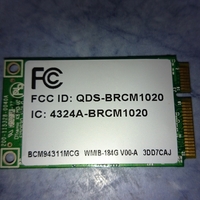 FC
FCC ID: QDS-BRCM1020
IC: 4324A-BRCM1020
BCM94311MCG WMIB-184G V00-A 3DD7CAJ